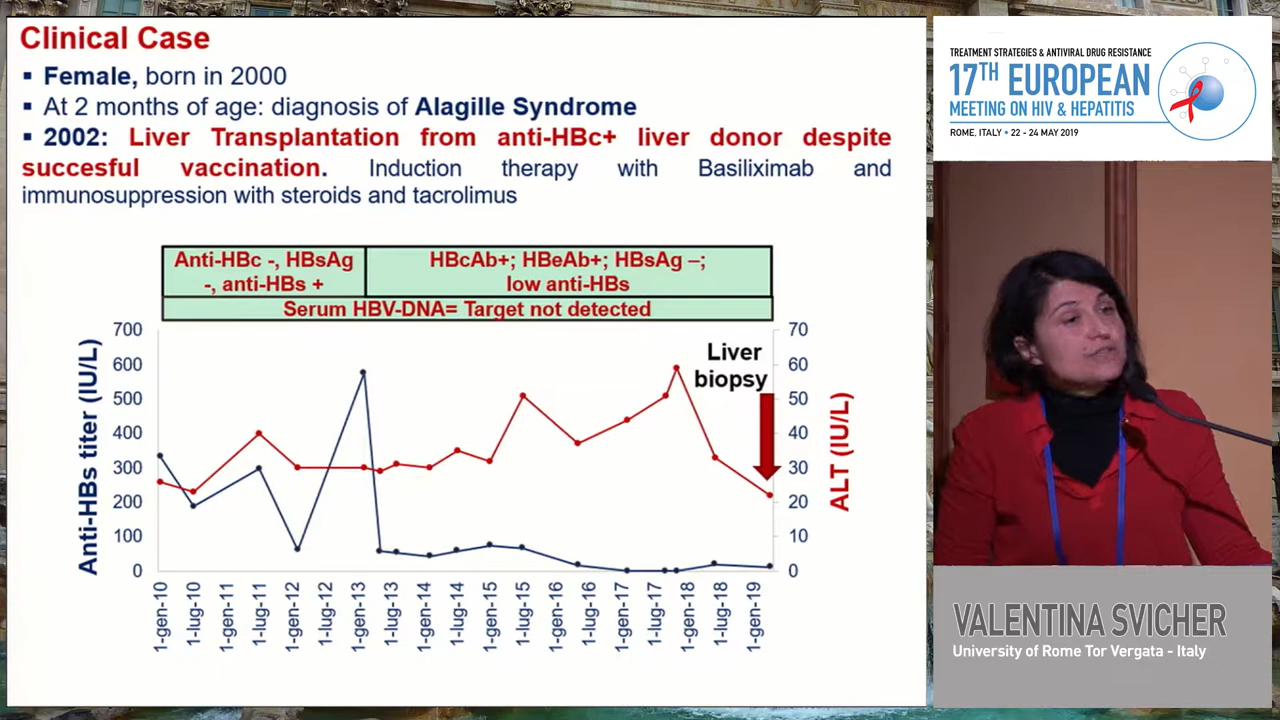 Clinical Case
▪ Female, born in 2000
▪ At 2 months of age: diagnosis of Alagille Syndrome
▪ 2002: Liver Transplantation from anti-HBc+ liver donor despite
succesful vaccination. Induction therapy with Basiliximab and
immunosuppression with steroids and tacrolimus
Anti-HBc -, HBsAg
-, anti-HBs +
HBcAb+; HBeAb+; HBsAg –;
low anti-HBs
Serum HBV-DNA= Target not detected
Anti-HBs titer (IU/L)
700
600
500
400
300
200
100
0
70
60
50
40
30
20
10
0
ALT (IU/L)
Liver
biopsy
1-gen-10
1-lug-10
1-gen-11
1-lug-11
1-gen-12
1-lug-12
1-gen-13
1-lug-13
1-gen-14
1-lug-14
1-gen-15
1-lug-15
1-gen-16
1-lug-16
1-gen-17
1-lug-17
1-gen-18
1-lug-18
1-gen-19
TREATMENT STRATEGIES & ANTIVIRAL DRUG RESISTANCE
17TH EUROPEAN
MEETING ON HIV & HEPATITIS
ROME, ITALY • 22 - 24 MAY 2019
VALENTINA SVICHER
University of Rome Tor Vergata - Italy